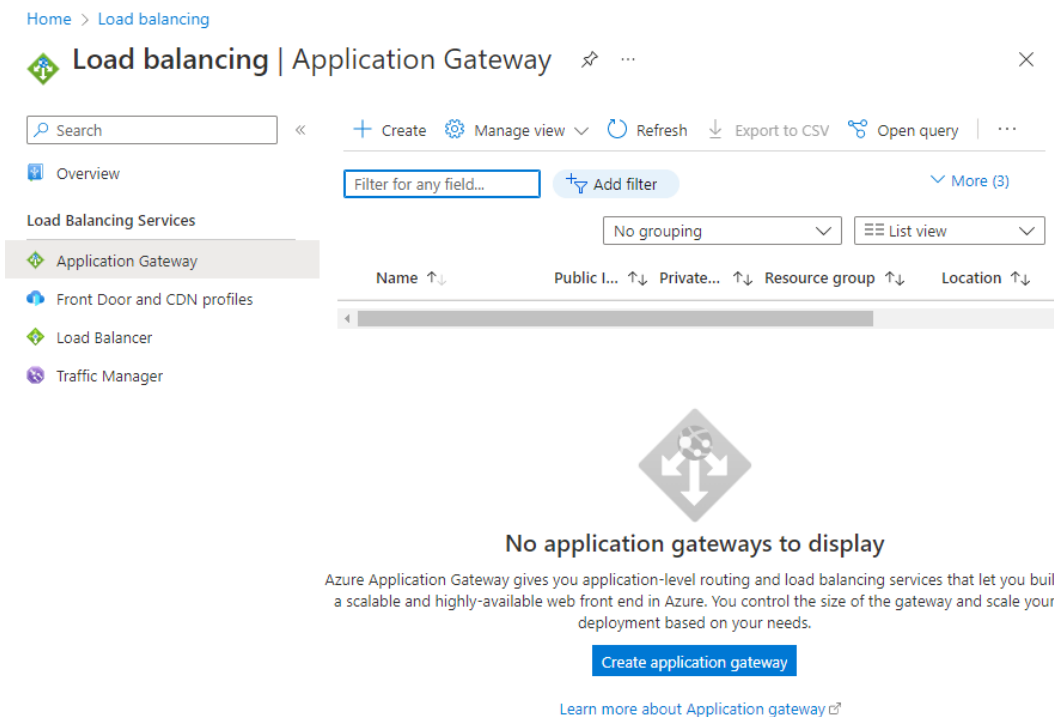 Home > Load balancing
Load balancing | Application Gateway
Search
Create Manage view Refresh Export to CSV Open query
Overview
Filter for any field... Add filter More (3)
Load Balancing Services
No grouping List view
Application Gateway
Name Public I... Private... Resource group Location
Front Door and CDN profiles
Load Balancer
Traffic Manager
No application gateways to display
Azure Application Gateway gives you application-level routing and load balancing services that let you buil
a scalable and highly-available web front end in Azure. You control the size of the gateway and scale your
deployment based on your needs.
Create application gateway
Learn more about Application gateway